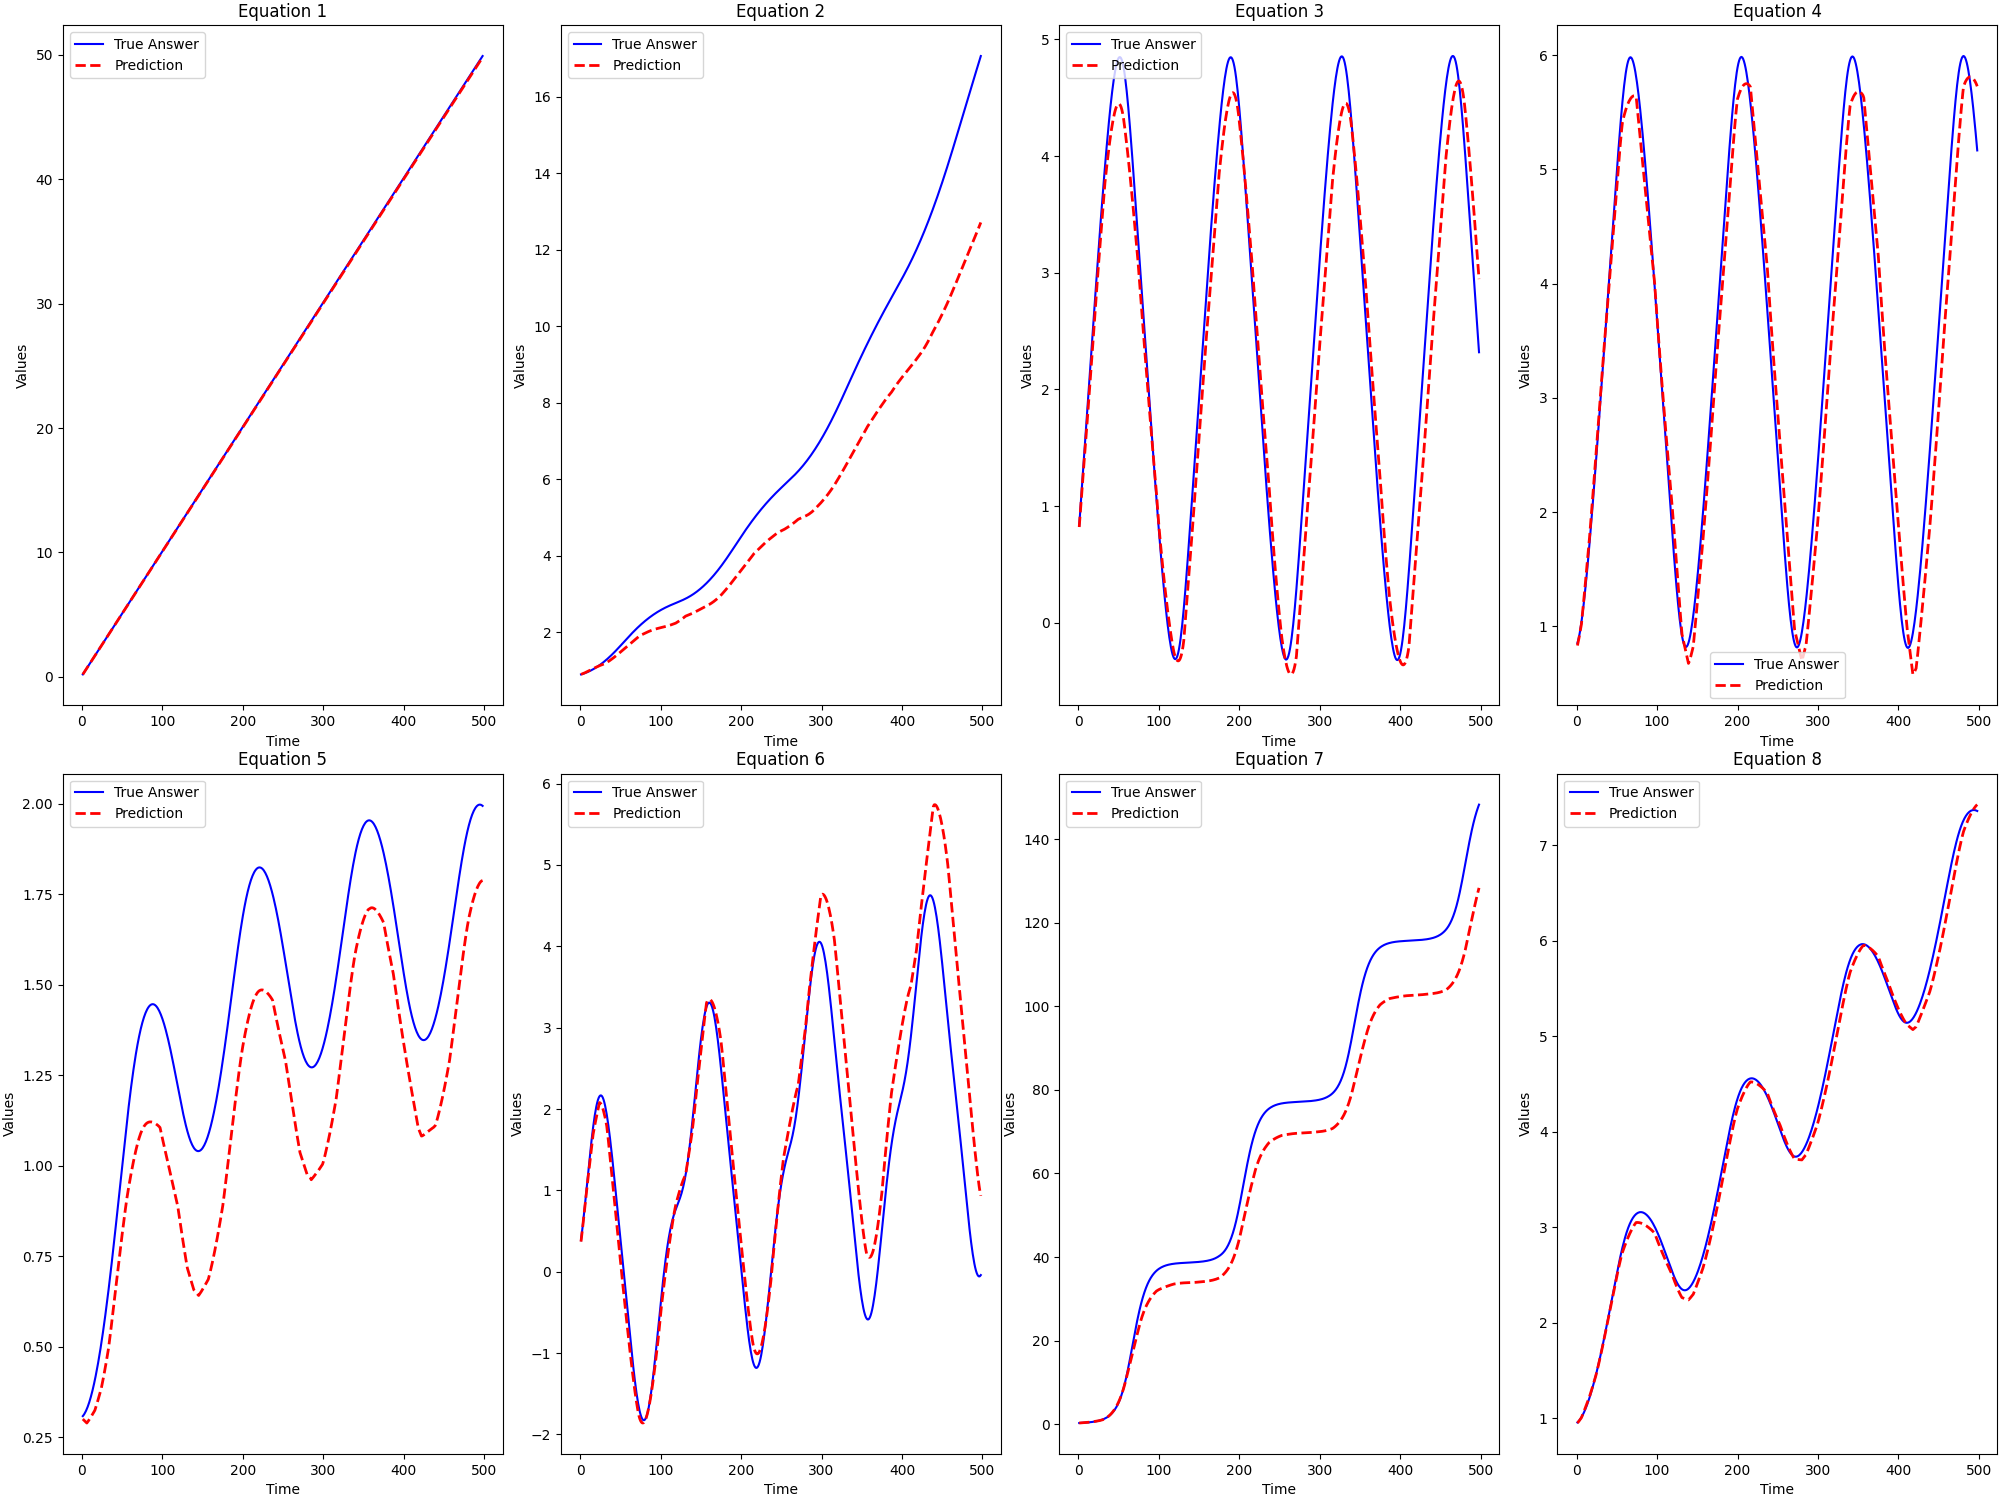 Equation 1
True Answer
Prediction
50
40
30
20
10
0
Values
0 100 200 300 400 500
Time
Equation 2
True Answer
Prediction
16
14
12
10
8
6
4
2
Values
0 100 200 300 400 500
Time
Equation 3
True Answer
Prediction
5
4
3
2
1
0
Values
0 100 200 300 400 500
Time
Equation 4
6
5
4
3
2
1
Values
True Answer
Prediction
0 100 200 300 400 500
Time
Equation 5
True Answer
Prediction
2.00
1.75
1.50
1.25
1.00
0.75
0.50
0.25
Values
0 100 200 300 400 500
Time
Equation 6
True Answer
Prediction
6
5
4
3
2
1
0
−1
−2
Values
0 100 200 300 400 500
Time
Equation 7
True Answer
Prediction
140
120
100
80
60
40
20
0
Values
0 100 200 300 400 500
Time
Equation 8
True Answer
Prediction
7
6
5
4
3
2
1
Values
0 100 200 300 400 500
Time